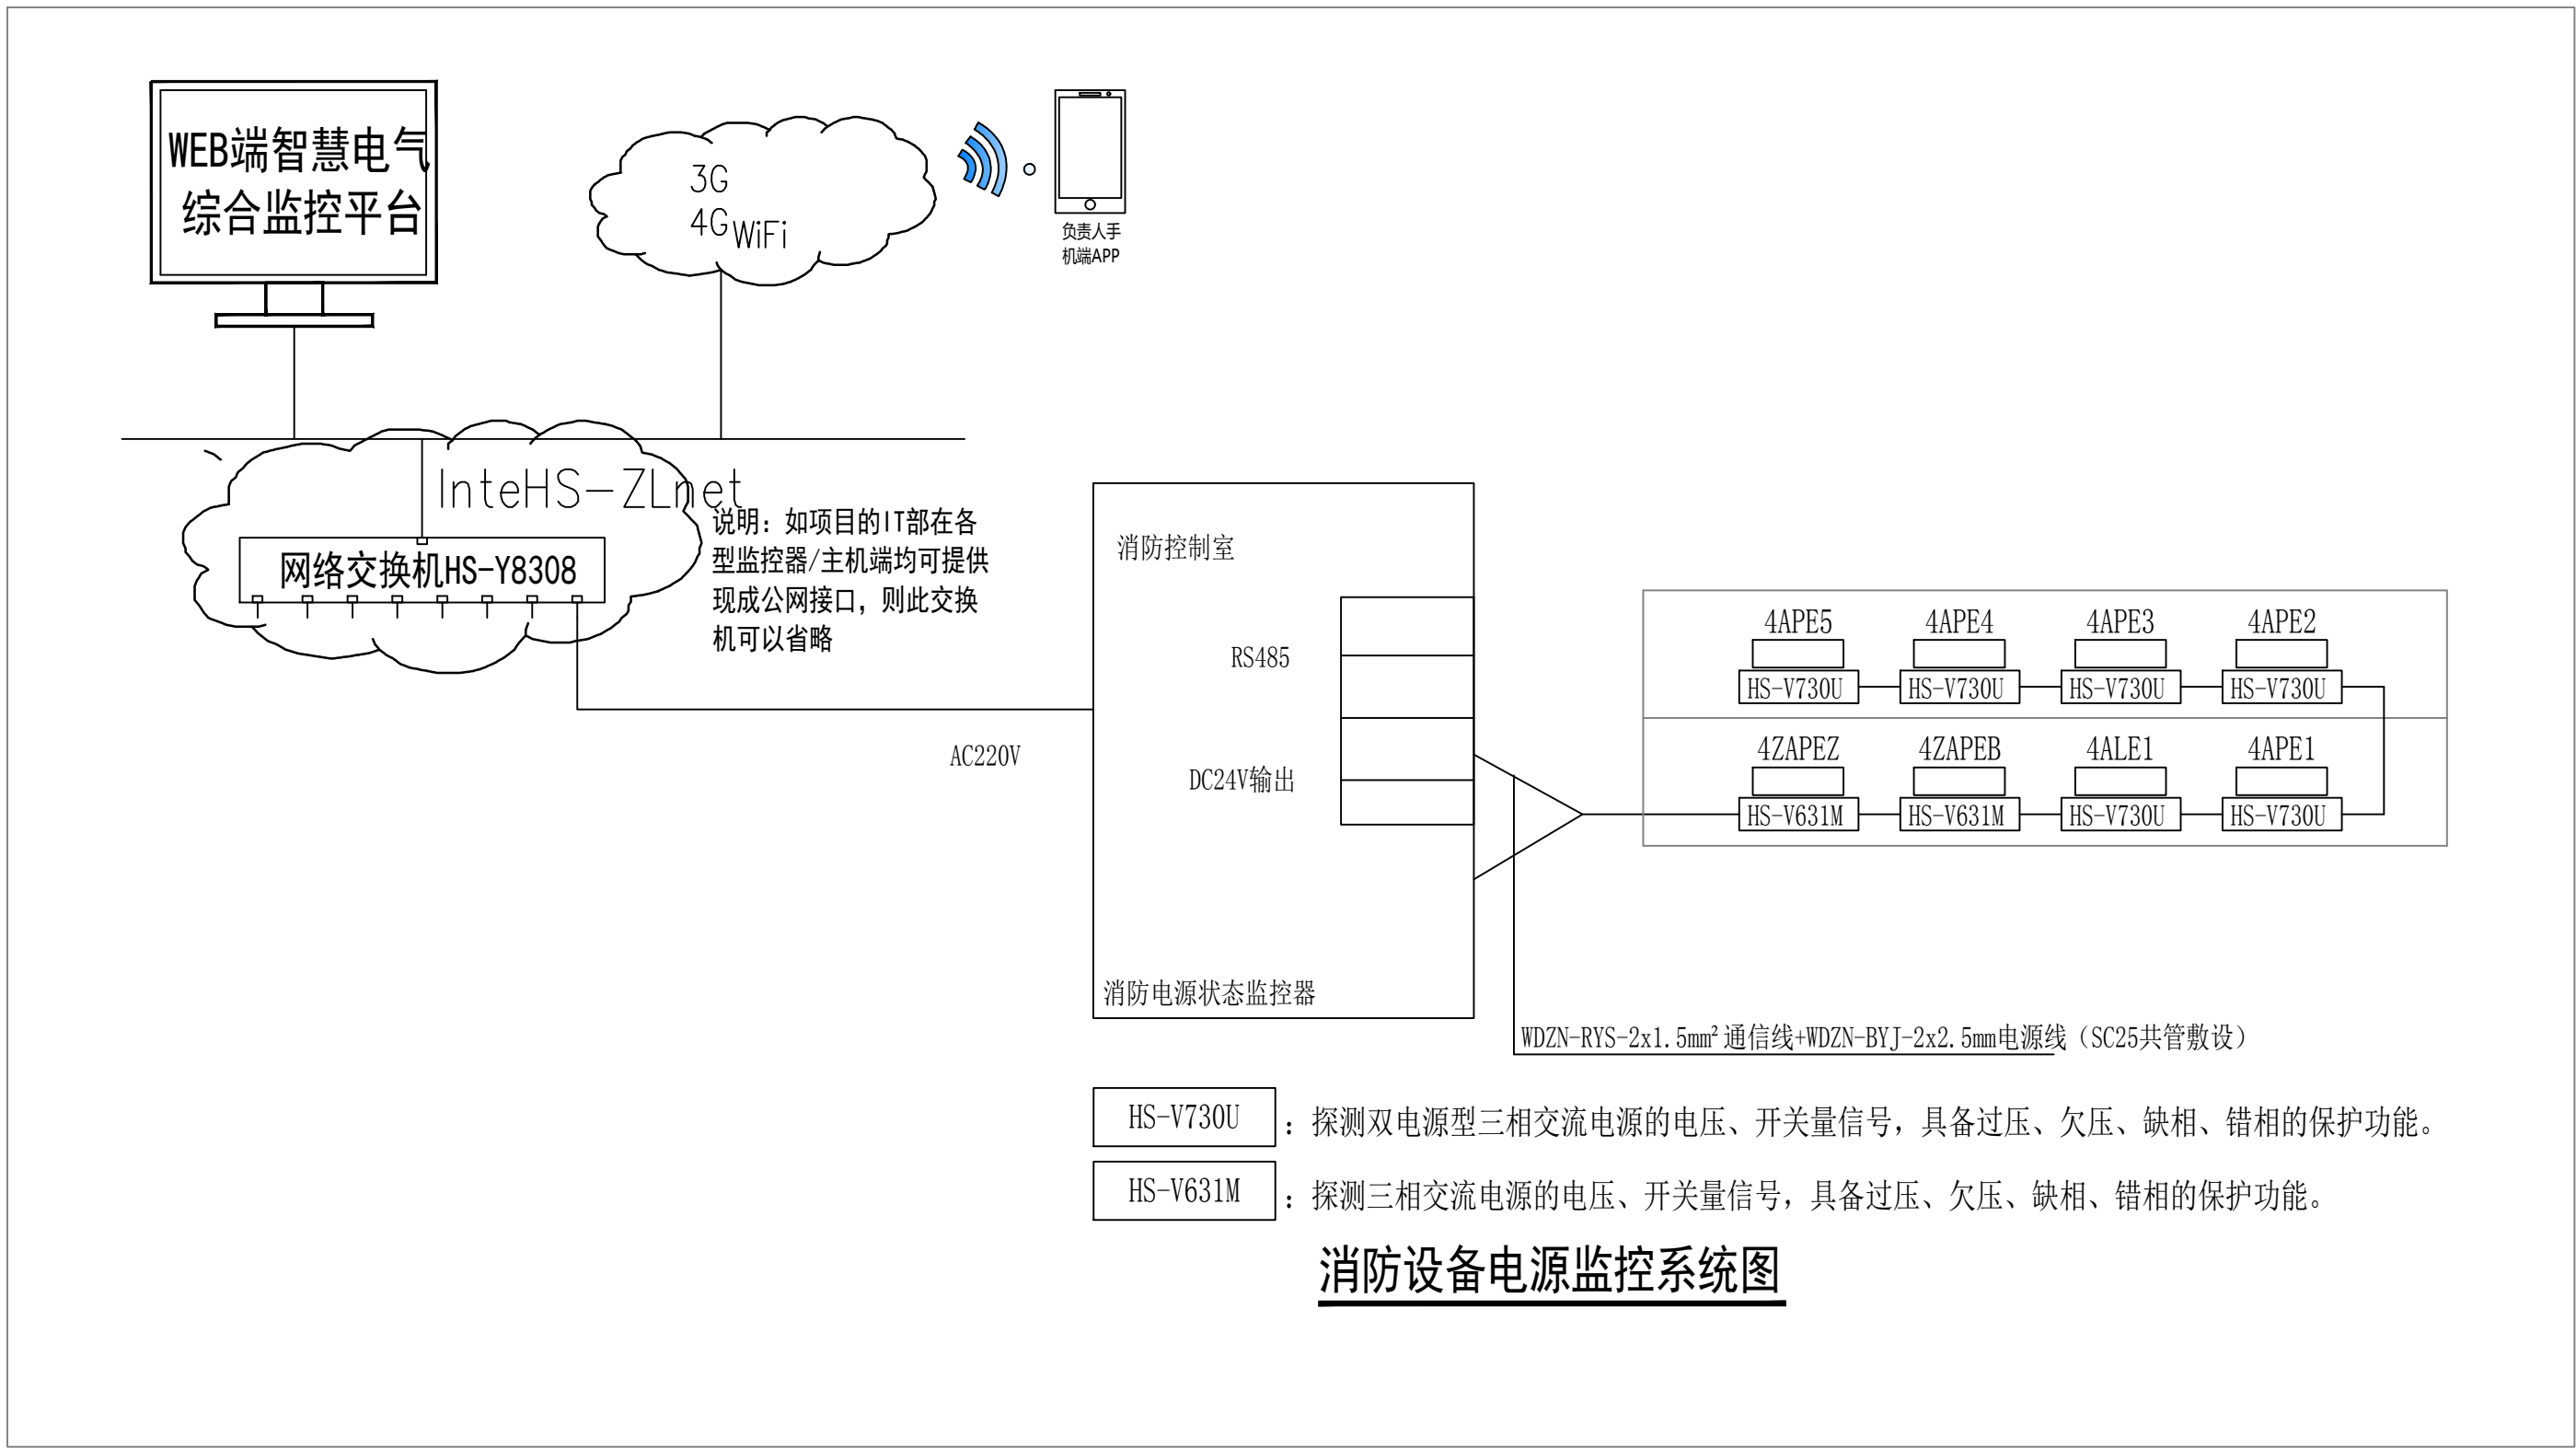 WEB端智慧电气
综合监控平台
3G
4G
WiFi
负责人手
机端APP
InteHS-ZLnet
网络交换机HS-Y8308
说明：如项目的IT部在各
型监控器/主机端均可提供
现成公网接口，则此交换
机可以省略
AC220V
消防控制室
RS485
DC24V输出
消防电源状态监控器
4APE5 4APE4 4APE3 4APE2
HS-V730U HS-V730U HS-V730U HS-V730U
4ZAPEZ 4ZAPEB 4ALE1 4APE1
HS-V631M HS-V631M HS-V730U HS-V730U
WDZN-RYS-2x1.5mm²通信线+WDZN-BYJ-2x2.5mm电源线（SC25共管敷设）
HS-V730U ：探测双电源型三相交流电源的电压、开关量信号，具备过压、欠压、缺相、错相的保护功能。
HS-V631M ：探测三相交流电源的电压、开关量信号，具备过压、欠压、缺相、错相的保护功能。
消防设备电源监控系统图